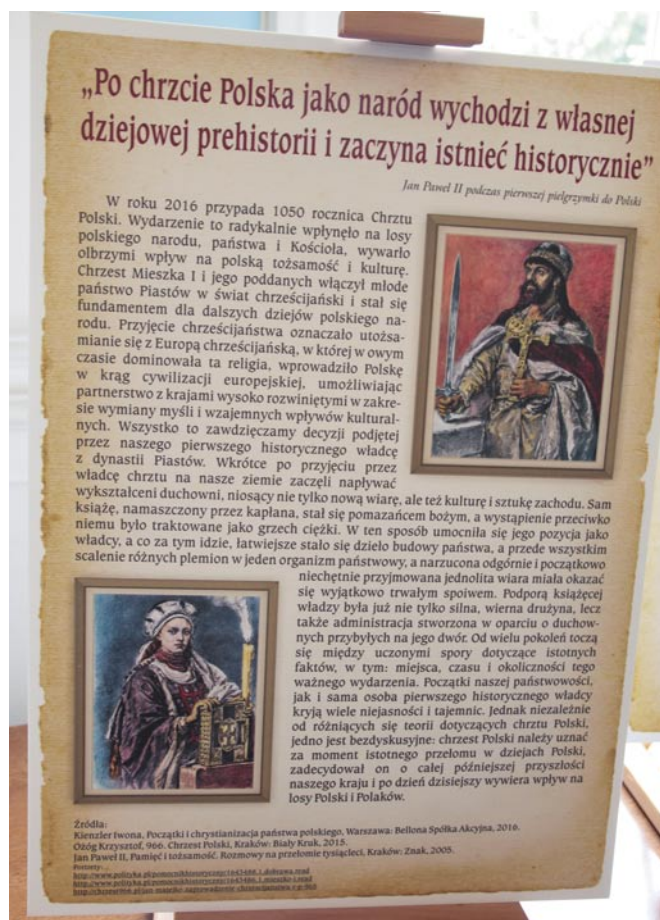 „Po chrzcie Polska jako naród wychodzi z własnej
dziejowej prehistorii i zaczyna istnieć historycznie”
Jan Paweł II podczas pierwszej pielgrzymki do Polski
W roku 2016 przypada 1050 rocznica Chrztu
Polski. Wydarzenie to radykalnie wpłynęło na losy
polskiego narodu, państwa i Kościoła, wywarło
olbrzymi wpływ na polską tożsamość i kulturę.
Chrzest Mieszka I i jego poddanych włączył młode
państwo Piastów w świat chrześcijański i stał się
fundamentem dla dalszych dziejów polskiego na-
rodu. Przyjęcie chrześcijaństwa oznaczało utożsa-
mianie się z Europą chrześcijańską, w której w owym
czasie dominowała ta religia, wprowadziło Polskę
w krąg cywilizacji europejskiej, umożliwiając
partnerstwo z krajami wysoko rozwiniętymi w zakre-
sie wymiany myśli i wzajemnych wpływów kultural-
nych. Wszystko to zawdzięczamy decyzji podjętej
przez naszego pierwszego historycznego władcę
z dynastii Piastów. Wkrótce po przyjęciu przez
władcę chrztu na nasze ziemie zaczęli napływać
wykształceni duchowni, niosący nie tylko nową wiarę, ale też kulturę i sztukę zachodu. Sam
książę, namaszczony przez kapłana, stał się pomazańcem bożym, a wystąpienie przeciwko
niemu było traktowane jako grzech ciężki. W ten sposób umocniła się jego pozycja jako
władcy, a co za tym idzie, łatwiejsze stało się dzieło budowy państwa, a przede wszystkim
scalenie różnych plemion w jeden organizm państwowy, a narzucona odgórnie i początkowo
niechętnie przyjmowana jednolita wiara miała okazać
się wyjątkowo trwałym spoiwem. Podporą książęcej
władzy była już nie tylko silna, wierna drużyna, lecz
także administracja stworzona w oparciu o duchow-
nych przybyłych na jego dwór. Od wielu pokoleń toczą
się między uczonymi spory dotyczące istotnych
faktów, w tym: miejsca, czasu i okoliczności tego
ważnego wydarzenia. Początki naszej państwowości,
jak i sama osoba pierwszego historycznego władcy
kryją wiele niejasności i tajemnic. Jednak niezależnie
od różniących się teorii dotyczących chrztu Polski,
jedno jest bezdyskusyjne: chrzest Polski należy uznać
za moment istotnego przełomu w dziejach Polski,
zadecydował on o całej późniejszej przyszłości
naszego kraju i po dzień dzisiejszy wywiera wpływ na
losy Polski i Polaków.
Źródła:
Kienzler Iwona, Początki i chrystianizacja państwa polskiego, Warszawa: Bellona Spółka Akcyjna, 2016.
Ożóg Krzysztof, 966. Chrzest Polski, Kraków: Biały Kruk, 2015.
Jan Paweł II, Pamięć i tożsamość. Rozmowy na przełomie tysiącleci, Kraków: Znak, 2005.
Portrety: